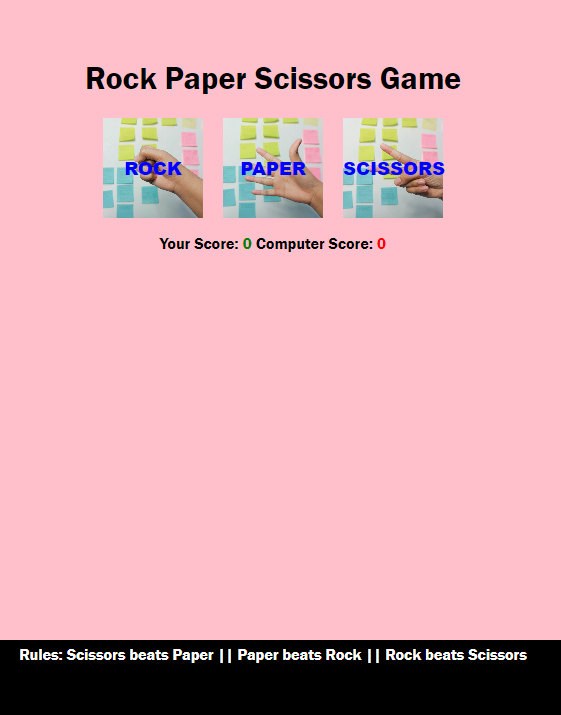 Rock Paper Scissors Game
ROCK PAPER SCISSORS
Your Score: 0 Computer Score: 0
Rules: Scissors beats Paper || Paper beats Rock || Rock beats Scissors